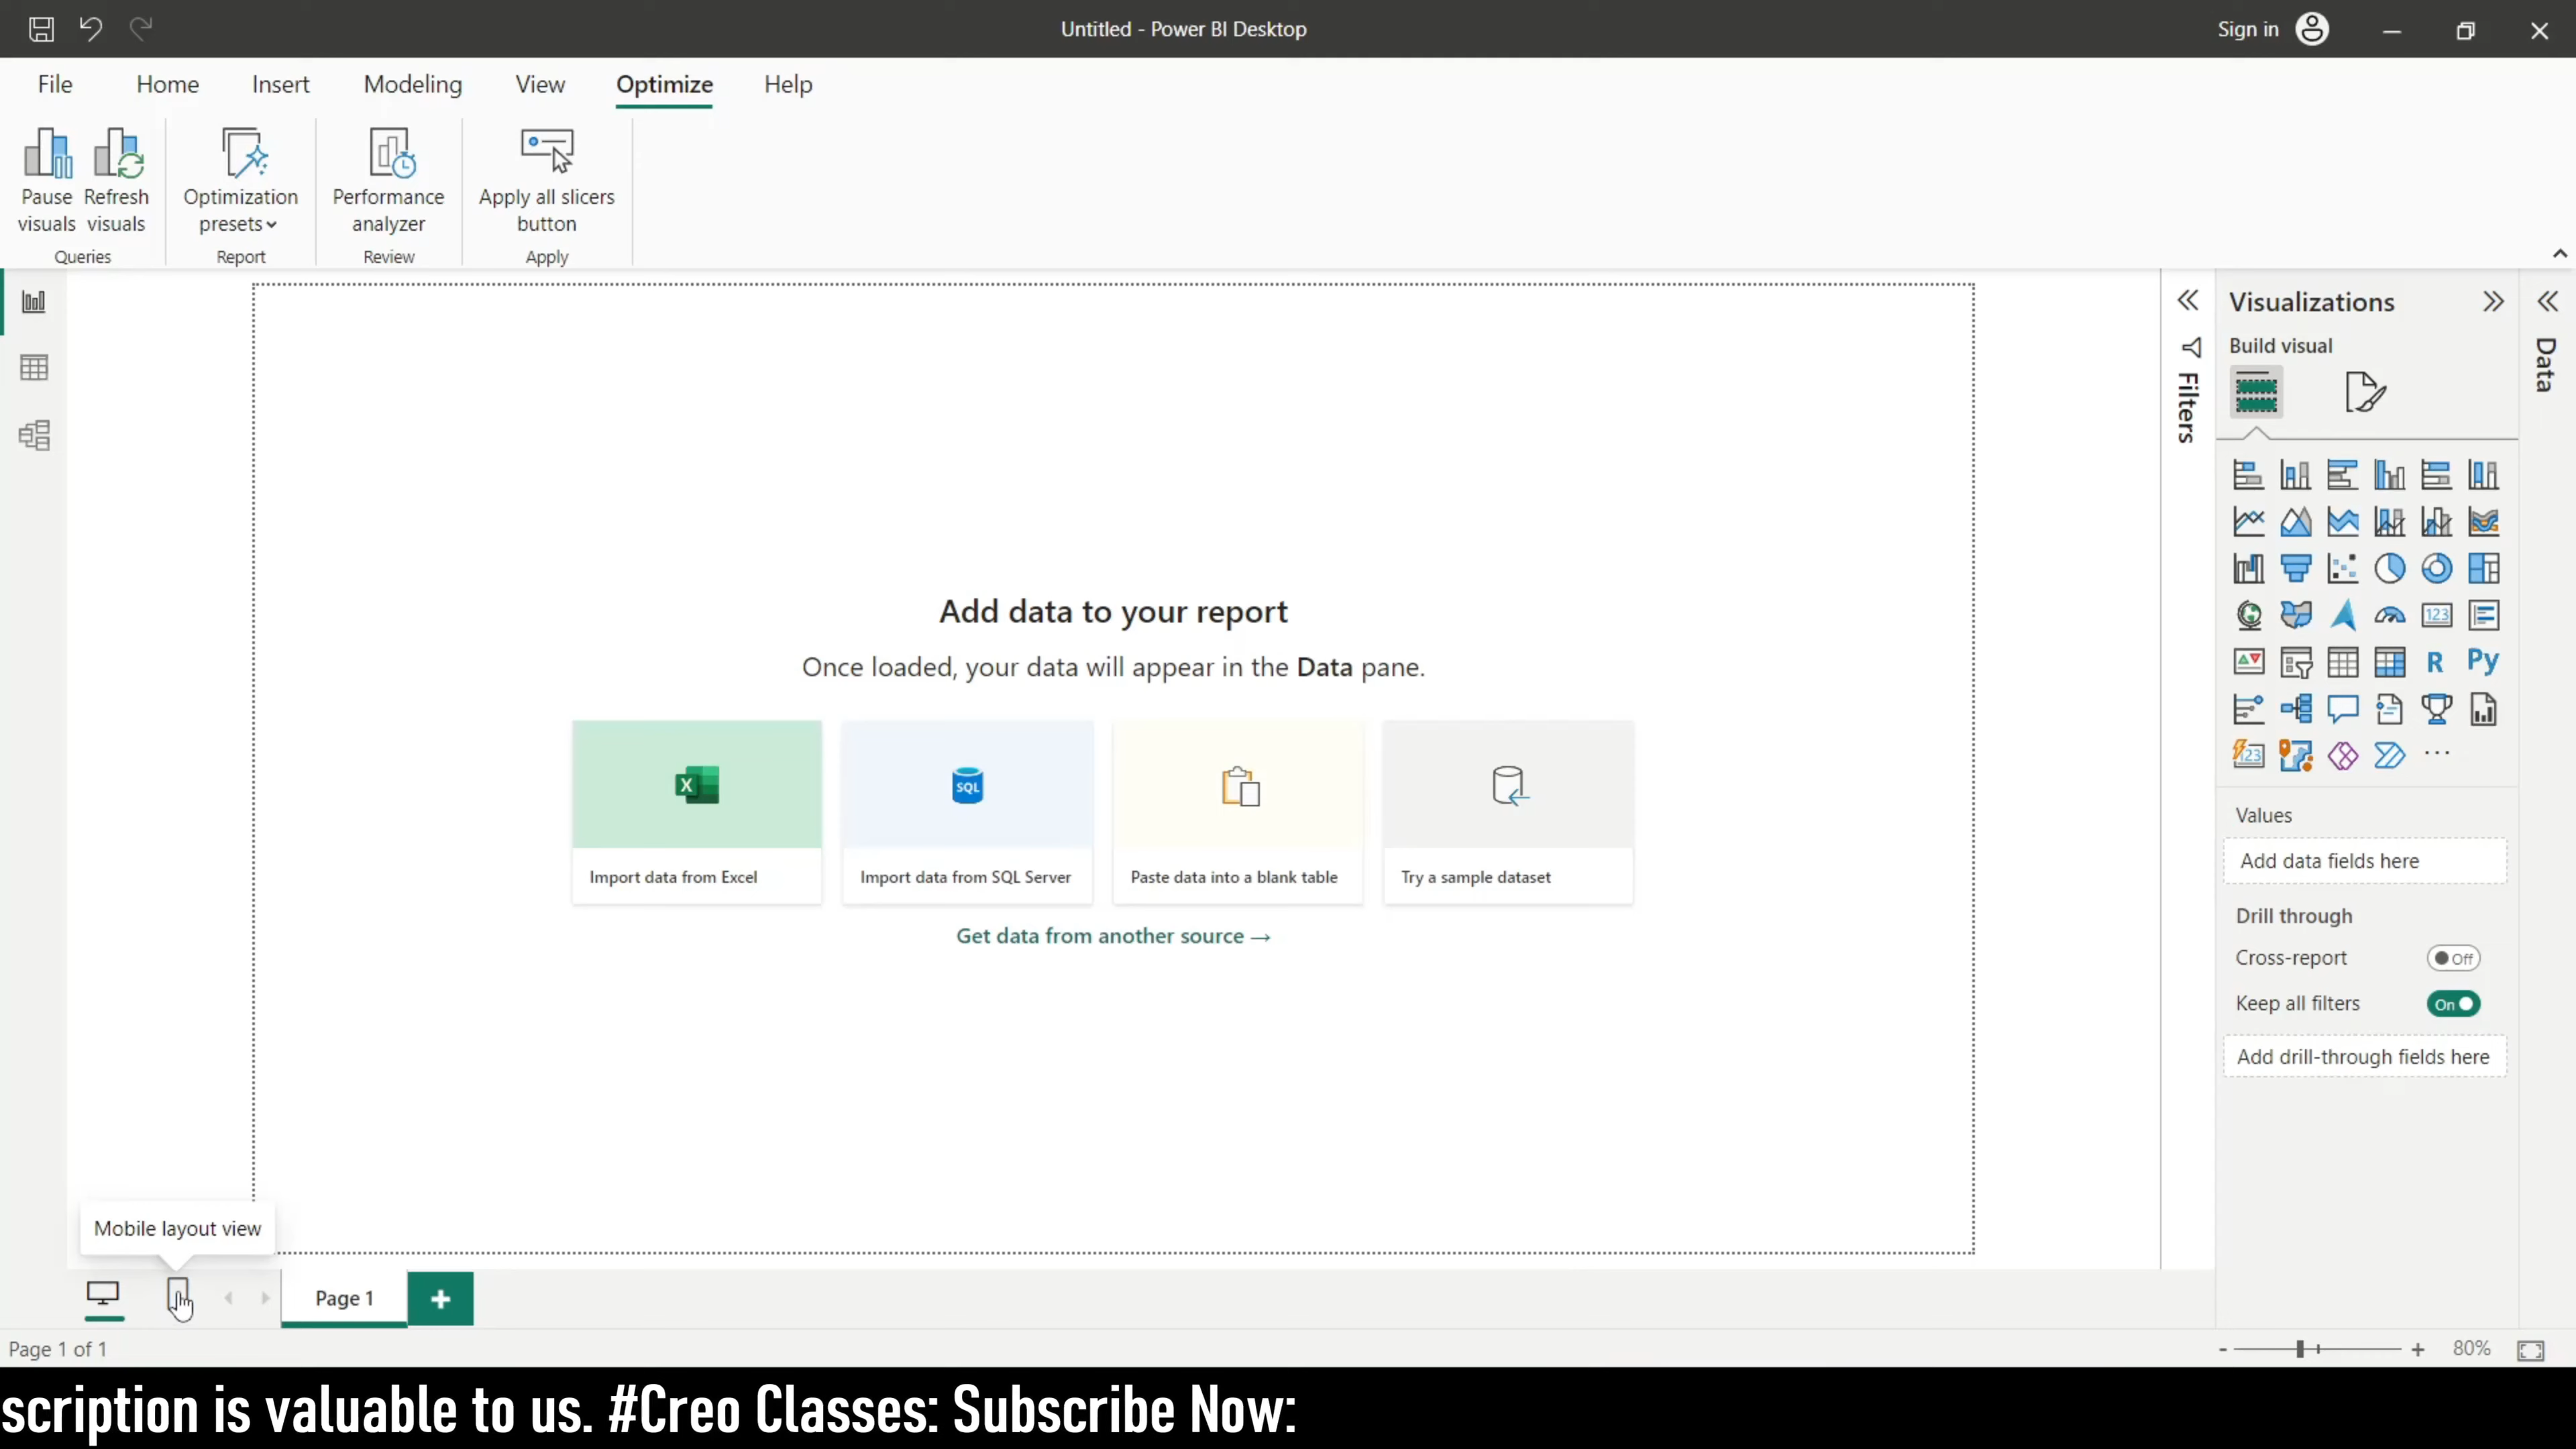 Untitled - Power BI Desktop
Sign in
File Home Insert Modeling View Optimize Help
Pause visuals
Refresh visuals
Optimization presets
Performance analyzer
Apply all slicers button
Queries Report Review Apply
Filters
Visualizations
Data
Build visual
Add data to your report
Once loaded, your data will appear in the Data pane.
X
SQL
Import data from Excel
Import data from SQL Server
Paste data into a blank table
Try a sample dataset
Get data from another source →
123
R
Py
123
...
Values
Add data fields here
Drill through
Cross-report Off
Keep all filters On
Add drill-through fields here
Mobile layout view
Page 1
+
Page 1 of 1
- + 80%
scription is valuable to us. #Creo Classes: Subscribe Now: